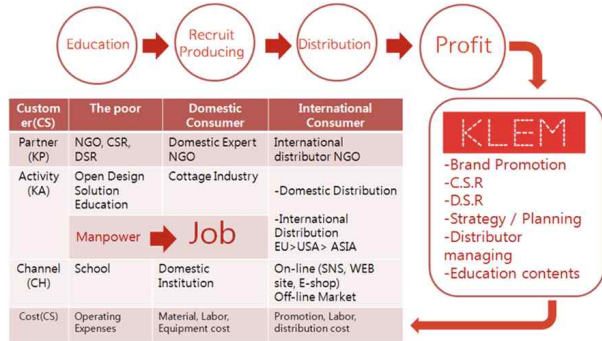 Education
Recruit
Producing
Distribution
Profit
Custom
er(CS)
The poor
Domestic
Consumer
International
Consumer
Partner
(KP)
NGO, CSR,
DSR
Domestic Expert
NGO
International
distributor NGO
Activity
(KA)
Open Design
Solution
Education
Cottage Industry
-Domestic Distribution
-International
Distribution
EU>USA> ASIA
Manpower
Job
Channel
(CH)
School
Domestic
Institution
On-line (SNS, WEB
site, E-shop)
Off-line Market
Cost(CS)
Operating
Expenses
Material, Labor,
Equipment cost
Promotion, Labor,
distribution cost
KLEM
-Brand Promotion
-C.S.R
-D.S.R
-Strategy / Planning
-Distributor
managing
-Education contents